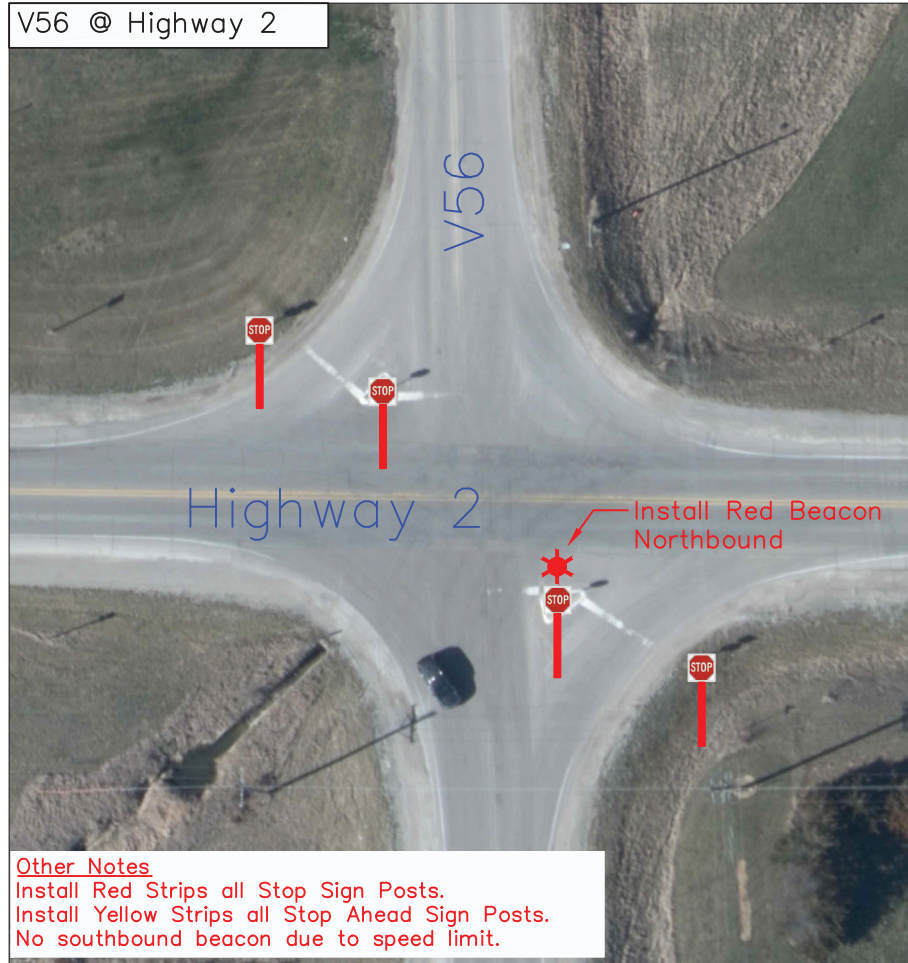 V56 @ Highway 2
V56
STOP
STOP
Highway 2
Install Red Beacon
Northbound
STOP
STOP
Other Notes
Install Red Strips all Stop Sign Posts.
Install Yellow Strips all Stop Ahead Sign Posts.
No southbound beacon due to speed limit.